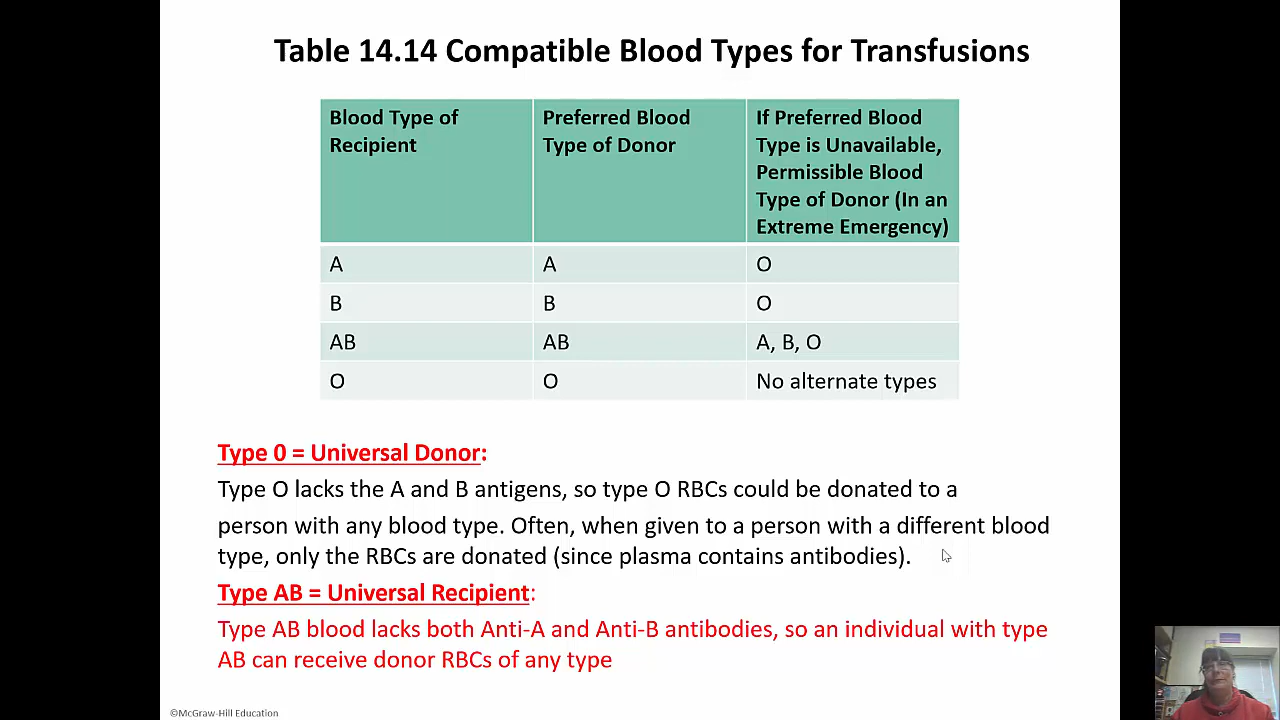 Table 14.14 Compatible Blood Types for Transfusions
Blood Type of
Recipient
Preferred Blood
Type of Donor
If Preferred Blood
Type is Unavailable,
Permissible Blood
Type of Donor (In an
Extreme Emergency)
A A O
B B O
AB AB A, B, O
O O No alternate types
Type 0 = Universal Donor:
Type O lacks the A and B antigens, so type O RBCs could be donated to a
person with any blood type. Often, when given to a person with a different blood
type, only the RBCs are donated (since plasma contains antibodies).
Type AB = Universal Recipient:
Type AB blood lacks both Anti-A and Anti-B antibodies, so an individual with type
AB can receive donor RBCs of any type
©McGraw-Hill Education